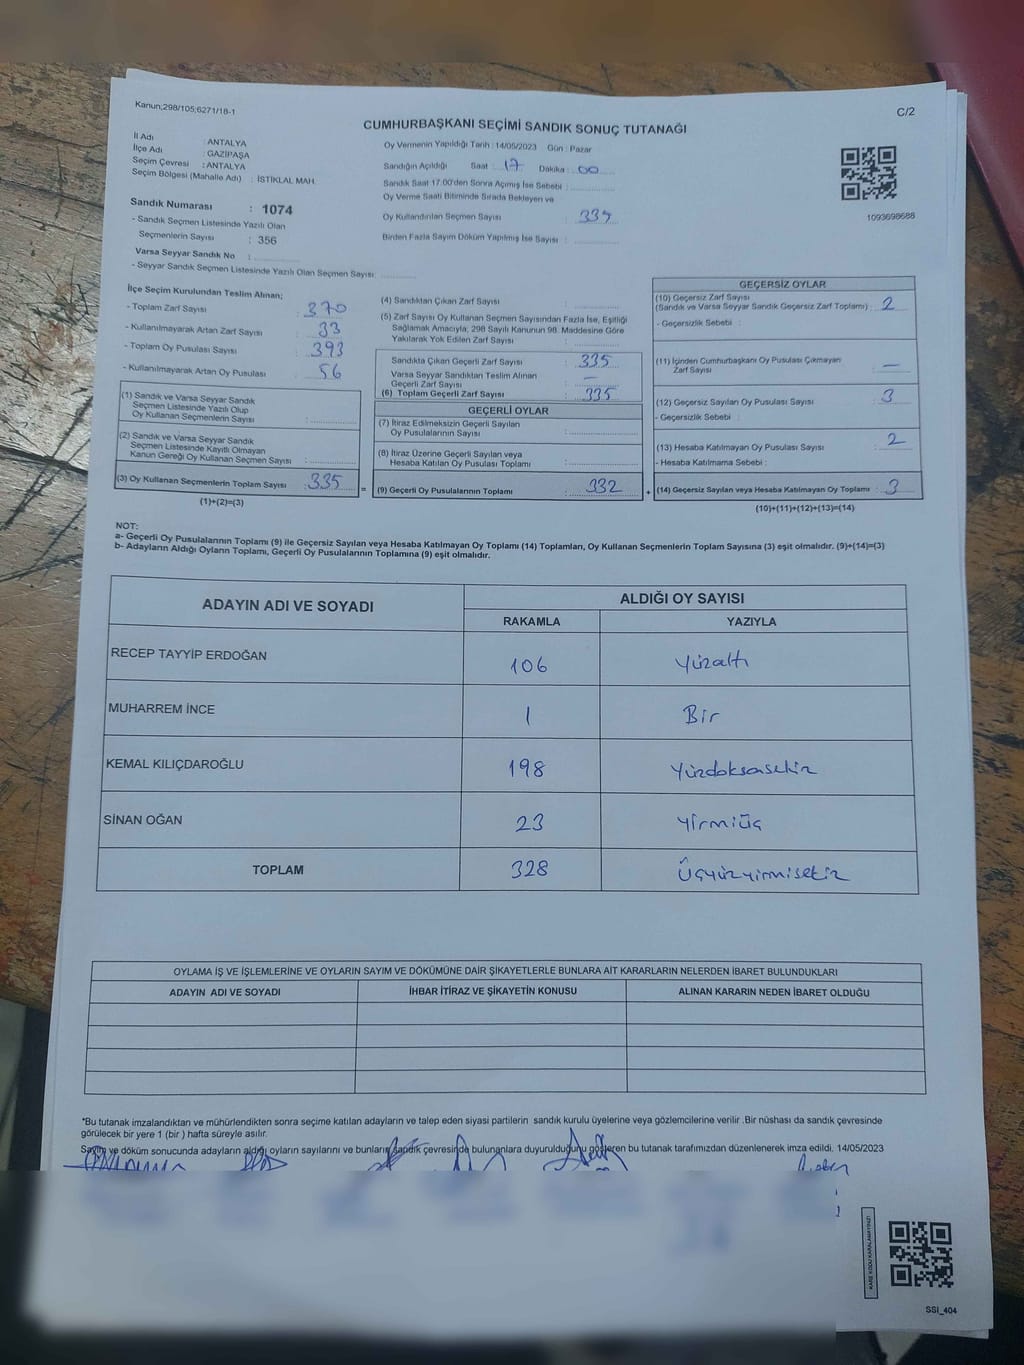 Kanun;298/105;6271/18-1
C/2
CUMHURBAŞKANI SEÇİMİ SANDIK SONUÇ TUTANAĞI
İl Adı : ANTALYA
İlçe Adı : GAZİPAŞA
Seçim Çevresi : ANTALYA
Seçim Bölgesi (Mahalle Adı) : İSTİKLAL MAH.
Sandık Numarası : 1074
- Sandık Seçmen Listesinde Yazılı Olan
Seçmenlerin Sayısı : 356
Varsa Seyyar Sandık No :
- Seyyar Sandık Seçmen Listesinde Yazılı Olan Seçmen Sayısı:
Oy Vermenin Yapıldığı Tarih : 14/05/2023 Gün : Pazar
Sandığın Açıldığı Saat : 17 Dakika : 00
Sandık Saat 17:00'den Sonra Açımış İse Sebebi :
Oy Verme Saati Bitiminde Sırada Bekleyen ve
Oy Kullandırılan Seçmen Sayısı : 335
Birden Fazla Sayım Döküm Yapılmış İse Sayısı :
1093698688
İlçe Seçim Kurulundan Teslim Alınan;
- Toplam Zarf Sayısı : 370
- Kullanılmayarak Artan Zarf Sayısı : 33
- Toplam Oy Pusulası Sayısı : 393
- Kullanılmayarak Artan Oy Pusulası : 56
(1) Sandık ve Varsa Seyyar Sandık
Seçmen Listesinde Yazılı Olup
Oy Kullanan Seçmenlerin Sayısı :
(2) Sandık ve Varsa Seyyar Sandık
Seçmen Listesinde Kayıtlı Olmayan
Kanun Gereği Oy Kullanan Seçmen Sayısı :
(3) Oy Kullanan Seçmenlerin Toplam Sayısı : 335
(1)+(2)=(3)
(4) Sandıktan Çıkan Zarf Sayısı :
(5) Zarf Sayısı Oy Kullanan Seçmen Sayısından Fazla İse, Eşitliği
Sağlamak Amacıyla, 298 Sayılı Kanunun 98. Maddesine Göre
Yakılarak Yok Edilen Zarf Sayısı :
Sandıkta Çıkan Geçerli Zarf Sayısı : 335
Varsa Seyyar Sandıktan Teslim Alınan
Geçerli Zarf Sayısı : —
(6) Toplam Geçerli Zarf Sayısı : 335
GEÇERLİ OYLAR
(7) İtiraz Edilmeksizin Geçerli Sayılan
Oy Pusulalarının Sayısı :
(8) İtiraz Üzerine Geçerli Sayılan veya
Hesaba Katılan Oy Pusulası Toplamı :
= (9) Geçerli Oy Pusulalarının Toplamı : 332 +
GEÇERSİZ OYLAR
(10) Geçersiz Zarf Sayısı
(Sandık ve Varsa Seyyar Sandık Geçersiz Zarf Toplamı) : 2
- Geçersizlik Sebebi :
(11) İçinden Cumhurbaşkanı Oy Pusulası Çıkmayan
Zarf Sayısı : —
(12) Geçersiz Sayılan Oy Pusulası Sayısı : 3
- Geçersizlik Sebebi :
(13) Hesaba Katılmayan Oy Pusulası Sayısı : 2
- Hesaba Katılmama Sebebi :
(14) Geçersiz Sayılan veya Hesaba Katılmayan Oy Toplamı : 3
(10)+(11)+(12)+(13)=(14)
NOT:
a- Geçerli Oy Pusulalarının Toplamı (9) ile Geçersiz Sayılan veya Hesaba Katılmayan Oy Toplamı (14) Toplamları, Oy Kullanan Seçmenlerin Toplam Sayısına (3) eşit olmalıdır. (9)+(14)=(3)
b- Adayların Aldığı Oyların Toplamı, Geçerli Oy Pusulalarının Toplamına (9) eşit olmalıdır.
ADAYIN ADI VE SOYADI ALDIĞI OY SAYISI
RAKAMLA YAZIYLA
RECEP TAYYİP ERDOĞAN 106 Yüzaltı
MUHARREM İNCE 1 Bir
KEMAL KILIÇDAROĞLU 198 Yüzdoksasekiz
SİNAN OĞAN 23 Yirmiüç
TOPLAM 328 Üçyüzyirmisekiz
OYLAMA İŞ VE İŞLEMLERİNE VE OYLARIN SAYIM VE DÖKÜMÜNE DAİR ŞİKAYETLERLE BUNLARA AİT KARARLARIN NELERDEN İBARET BULUNDUKLARI
ADAYIN ADI VE SOYADI İHBAR İTİRAZ VE ŞİKAYETİN KONUSU ALINAN KARARIN NEDEN İBARET OLDUĞU
*Bu tutanak imzalandıktan ve mühürlendikten sonra seçime katılan adayların ve talep eden siyasi partilerin sandık kurulu üyelerine veya gözlemcilerine verilir .Bir nüshası da sandık çevresinde
görülecek bir yere 1 (bir ) hafta süreyle asılır.
Sayım ve döküm sonucunda adayların aldığı oyların sayılarını ve bunların sandık çevresinde bulunanlara duyurulduğunu gösteren bu tutanak tarafımızdan düzenlenerek imza edildi. 14/05/2023
KARE KODU KARALAMAYINIZ!
SSI_404